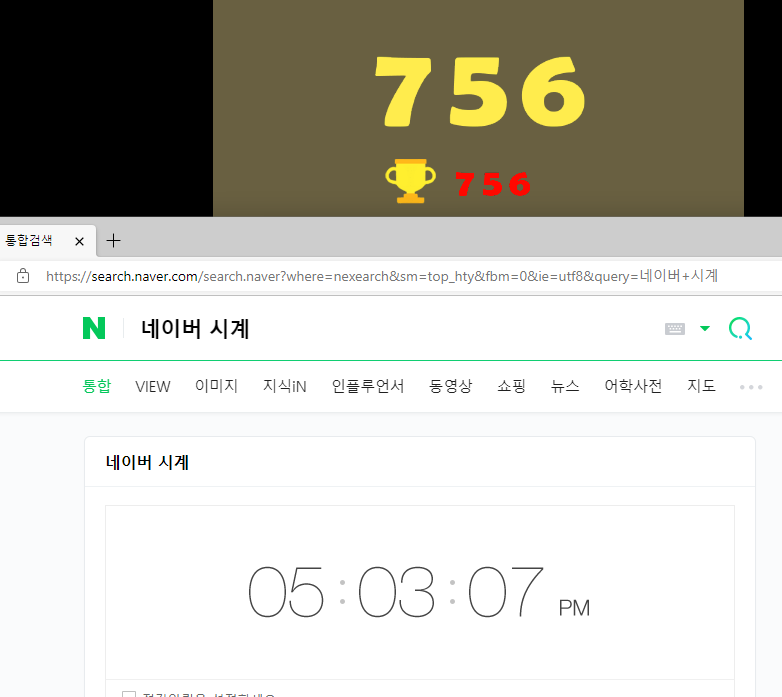 756
756
통합검색
https://search.naver.com/search.naver?where=nexearch&sm=top_hty&fbm=0&ie=utf8&query=네이버+시계
N 네이버 시계
통합 VIEW 이미지 지식iN 인플루언서 동영상 쇼핑 뉴스 어학사전 지도
네이버 시계
05:03:07 PM